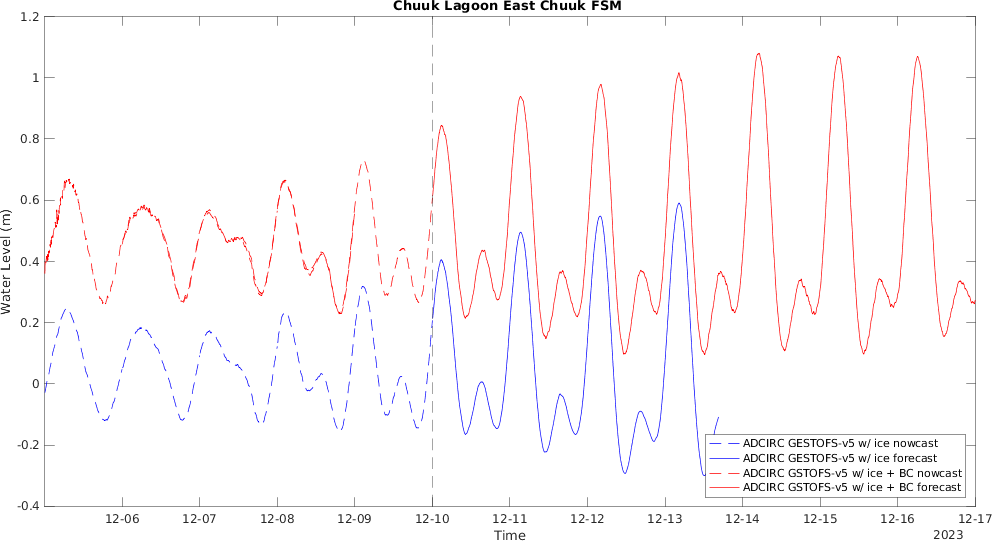 Chuuk Lagoon East Chuuk FSM
1.2
1
0.8
0.6
0.4
0.2
0
-0.2
-0.4
Water Level (m)
12-06 12-07 12-08 12-09 12-10 12-11 12-12 12-13 12-14 12-15 12-16 12-17
Time
2023
ADCIRC GESTOFS-v5 w/ ice nowcast
ADCIRC GESTOFS-v5 w/ ice forecast
ADCIRC GSTOFS-v5 w/ ice + BC nowcast
ADCIRC GSTOFS-v5 w/ ice + BC forecast